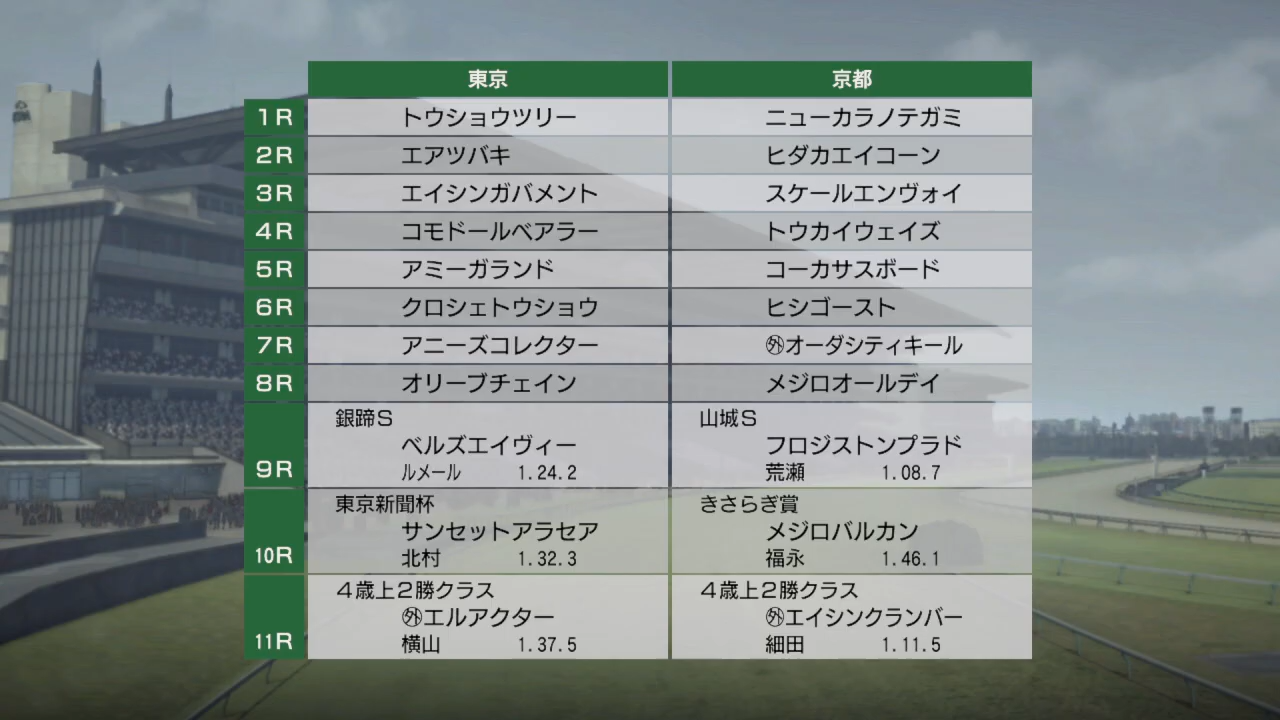 東京 京都
1R トウショウツリー ニューカラノテガミ
2R エアツバキ ヒダカエイコーン
3R エイシンガバメント スケールエンヴォイ
4R コモドールベアラー トウカイウェイズ
5R アミーガランド コーカサスボード
6R クロシェトウショウ ヒシゴースト
7R アニーズコレクター ㊕オーダシティキール
8R オリーブチェイン メジロオールデイ
銀蹄S 山城S
ベルズエイヴィー フロジストンプラド
9R ルメール 1.24.2 荒瀬 1.08.7
東京新聞杯 きさらぎ賞
サンセットアラセア メジロバルカン
10R 北村 1.32.3 福永 1.46.1
4歳上2勝クラス 4歳上2勝クラス
外エルアクター 外エイシンクランバー
11R 横山 1.37.5 細田 1.11.5